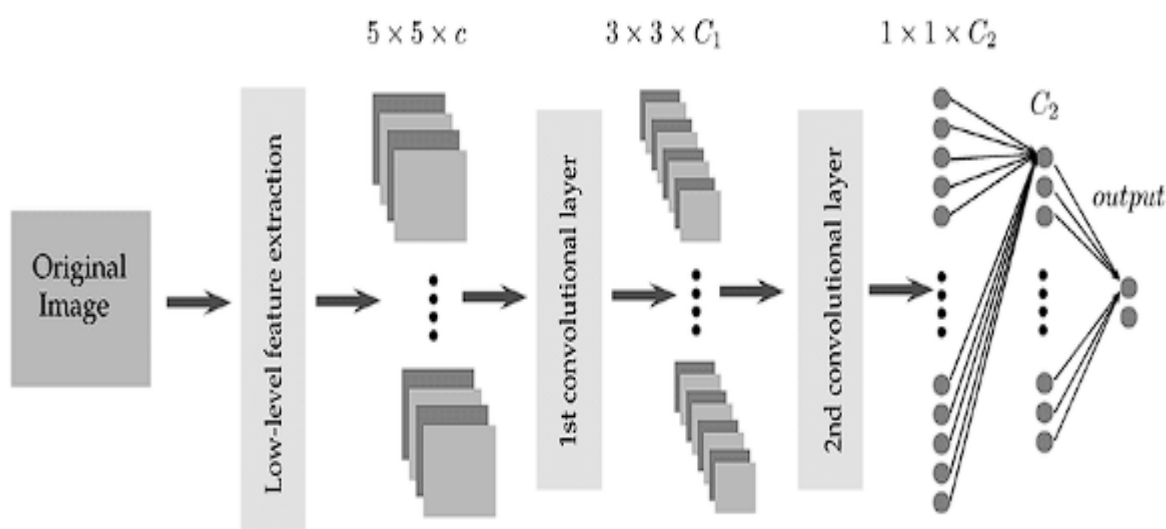 5 × 5 × c
3 × 3 × C₁
1 × 1 × C₂
C₂
output
Original
Image
Low-level feature extraction
1st convolutional layer
2nd convolutional layer